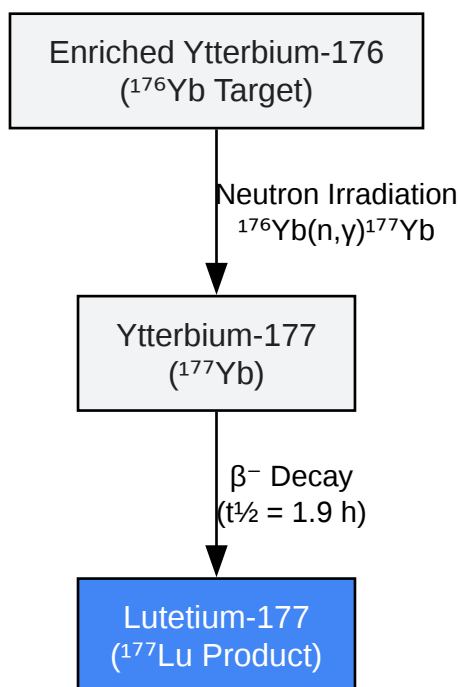 Enriched Ytterbium-176
(¹⁷⁶Yb Target)
Neutron Irradiation
¹⁷⁶Yb(n,γ)¹⁷⁷Yb
Ytterbium-177
(¹⁷⁷Yb)
β⁻ Decay
(t½ = 1.9 h)
Lutetium-177
(¹⁷⁷Lu Product)